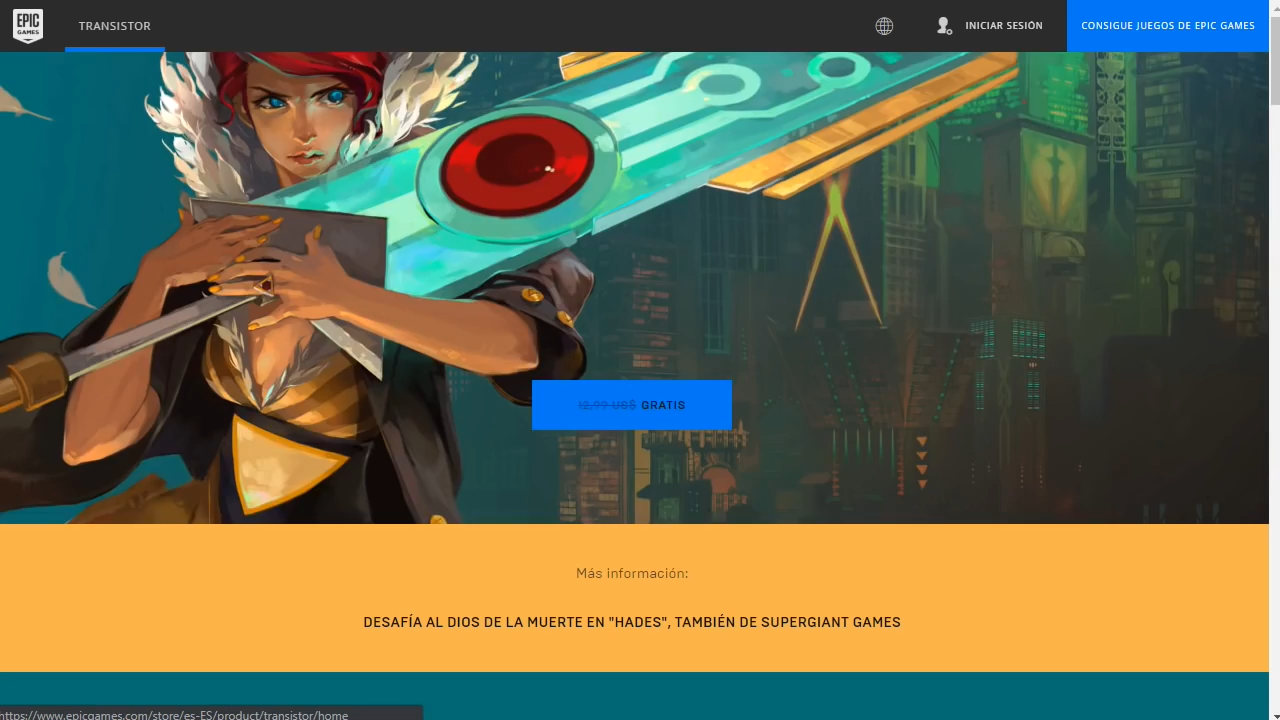 EPIC
GAMES
TRANSISTOR
INICIAR SESIÓN
CONSIGUE JUEGOS DE EPIC GAMES
12,99 US$ GRATIS
Más información:
DESAFÍA AL DIOS DE LA MUERTE EN "HADES", TAMBIÉN DE SUPERGIANT GAMES
https://www.epicgames.com/store/es-ES/product/transistor/home